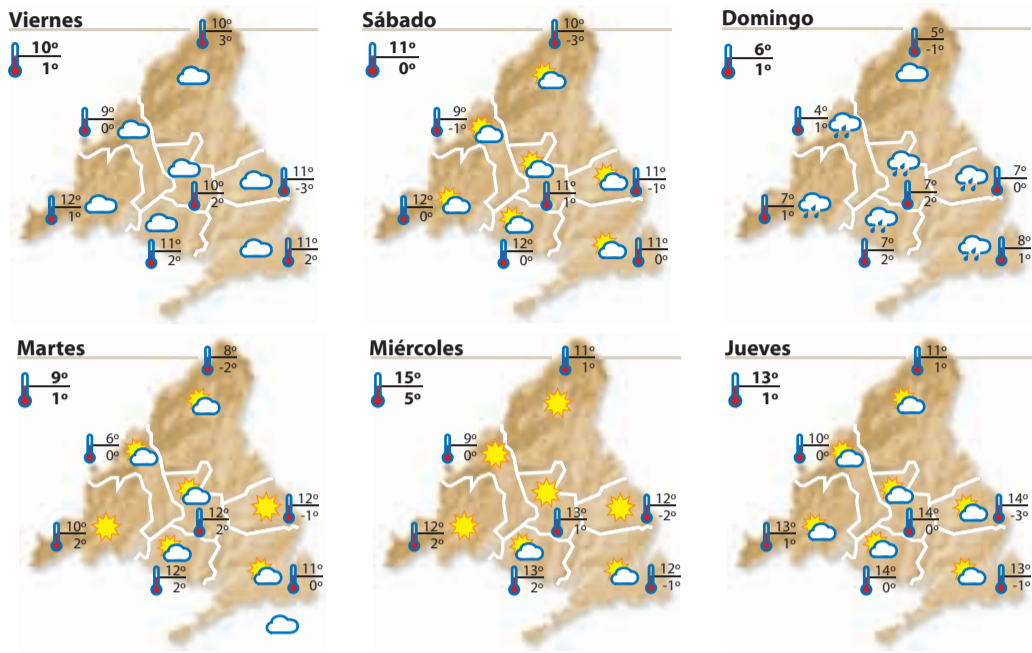 Viernes
10º
1º
10º
3º
9º
0º
11º
-3º
10º
2º
12º
1º
11º
2º
11º
2º
Sábado
11º
0º
10º
-3º
9º
-1º
11º
-1º
11º
1º
12º
0º
12º
0º
11º
0º
Domingo
6º
1º
5º
-1º
4º
1º
7º
0º
7º
2º
7º
1º
7º
2º
8º
1º
Martes
9º
1º
8º
-2º
6º
0º
12º
-1º
12º
2º
10º
2º
12º
2º
11º
0º
Miércoles
15º
5º
11º
1º
9º
0º
12º
-2º
13º
1º
12º
2º
13º
2º
12º
-1º
Jueves
13º
1º
11º
1º
10º
0º
14º
-3º
14º
0º
13º
1º
14º
0º
13º
-1º